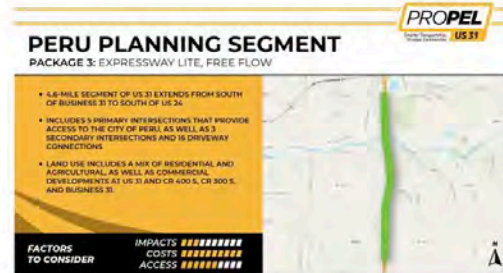 PROPEL
US 31
PERU PLANNING SEGMENT
PACKAGE 3: EXPRESSWAY LITE, FREE FLOW
• 4.6-MILE SEGMENT OF US 31 EXTENDS FROM SOUTH
OF BUSINESS 31 TO SOUTH OF US 24
• INCLUDES 5 PRIMARY INTERSECTIONS THAT PROVIDE
ACCESS TO THE CITY OF PERU, AS WELL AS 3
SECONDARY INTERSECTIONS AND 16 DRIVEWAY
CONNECTIONS
• LAND USE INCLUDES A MIX OF RESIDENTIAL AND
AGRICULTURAL, AS WELL AS COMMERCIAL
DEVELOPMENTS AT US 31 AND CR 400 S, CR 300 S,
AND BUSINESS 31.
FACTORS
TO CONSIDER
IMPACTS
COSTS
ACCESS
N